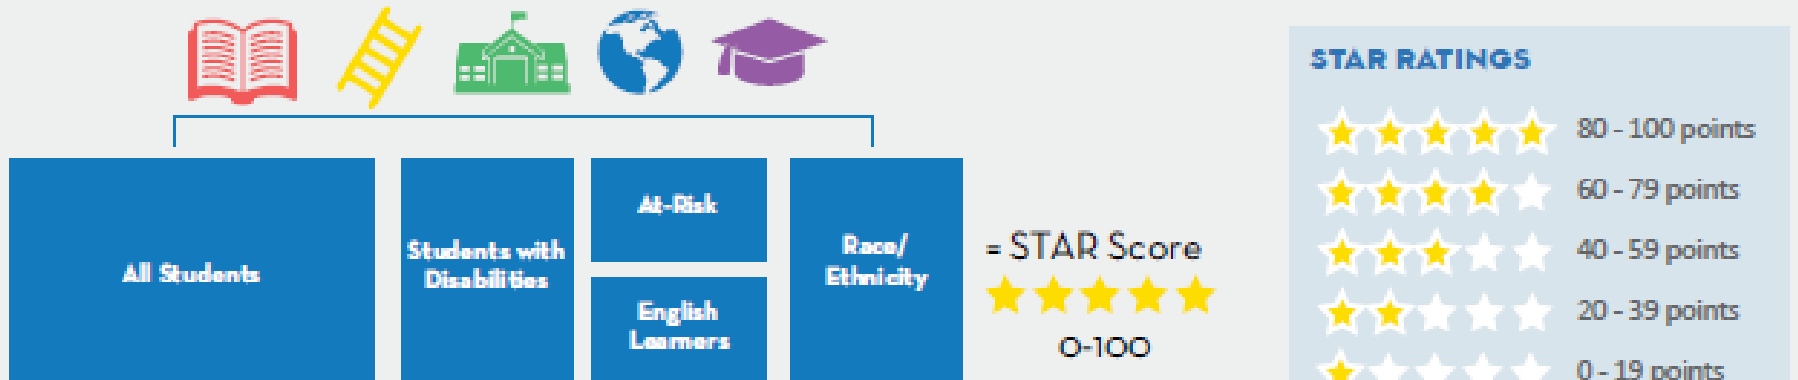 All Students
Students with
Disabilities
At-Risk
English
Learners
Race/
Ethnicity
= STAR Score
0-100
STAR RATINGS
80 - 100 points
60 - 79 points
40 - 59 points
20 - 39 points
0 - 19 points